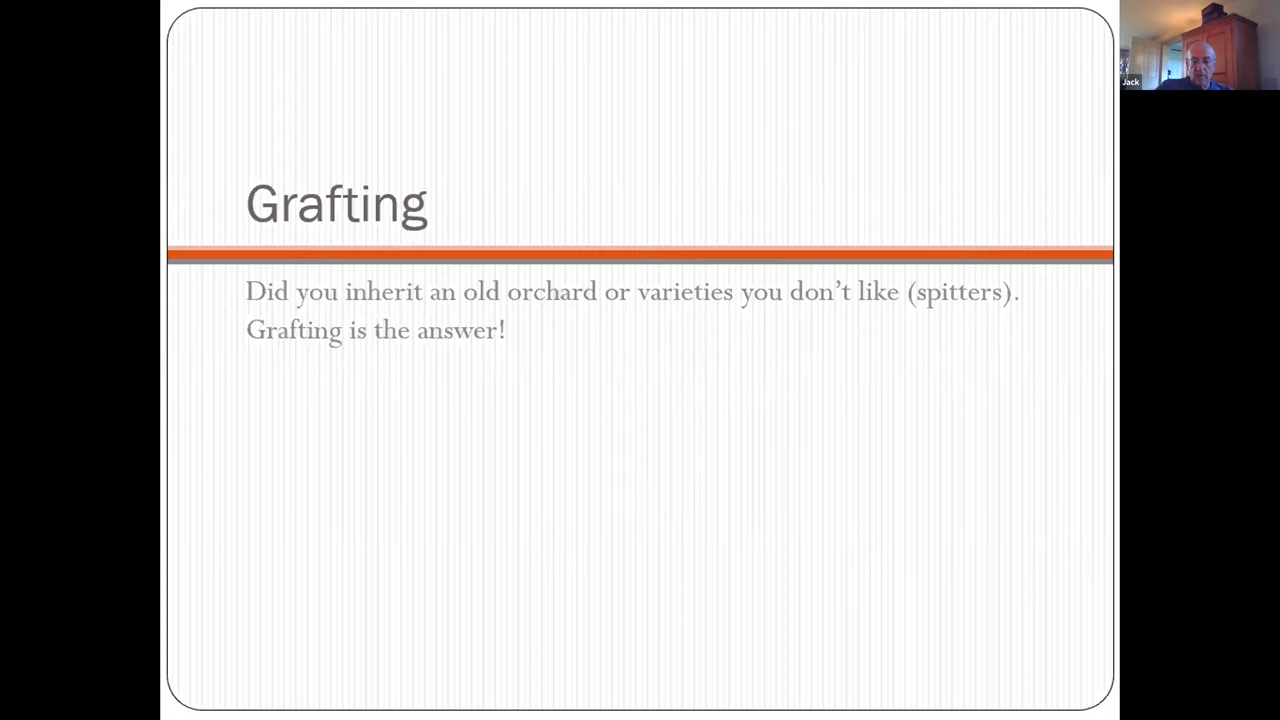 Jack
Grafting
Did you inherit an old orchard or varieties you don’t like (spitters).
Grafting is the answer!